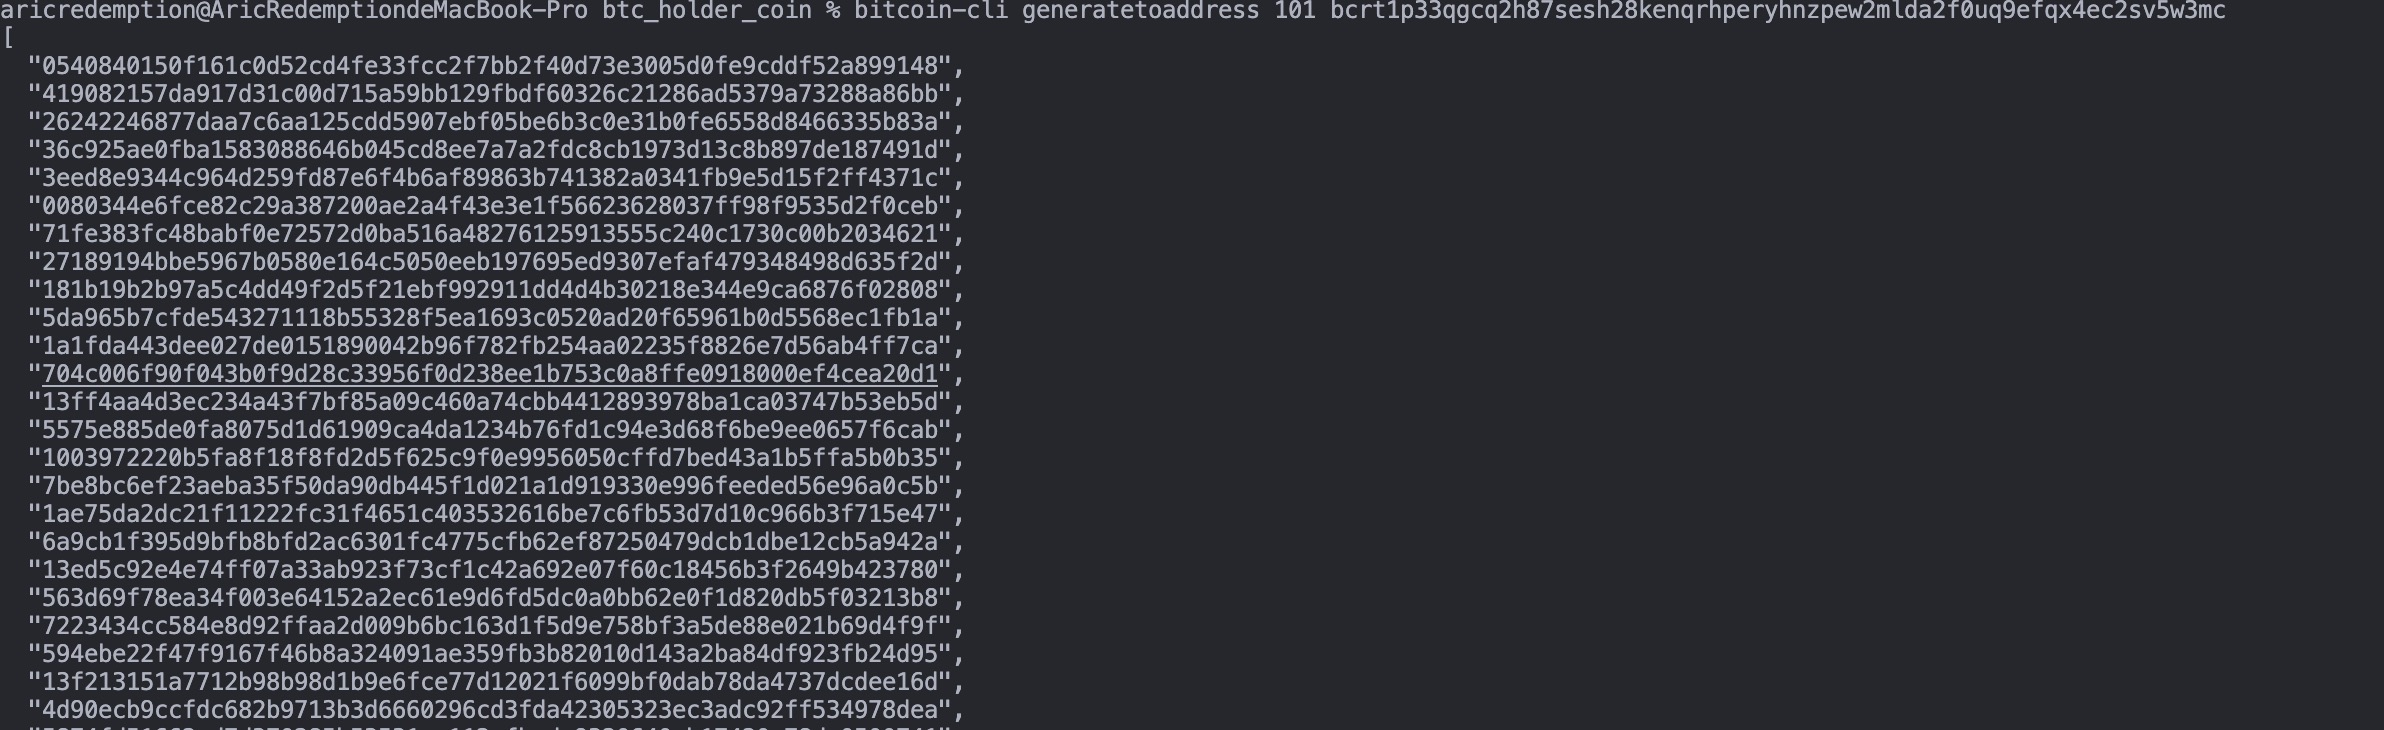 aricredemption@AricRedemptiondeMacBook-Pro btc_holder_coin % bitcoin-cli generatetoaddress 101 bcrt1p33qgcq2h87sesh28kenqrhperyhnzpew2mlda2f0uq9efqx4ec2sv5w3mc
[
"0540840150f161c0d52cd4fe33fcc2f7bb2f40d73e3005d0fe9cddf52a899148",
"419082157da917d31c00d715a59bb129fbdf60326c21286ad5379a73288a86bb",
"26242246877daa7c6aa125cdd5907ebf05be6b3c0e31b0fe6558d8466335b83a",
"36c925ae0fba1583088646b045cd8ee7a7a2fdc8cb1973d13c8b897de187491d",
"3eed8e9344c964d259fd87e6f4b6af89863b741382a0341fb9e5d15f2ff4371c",
"0080344e6fce82c29a387200ae2a4f43e3e1f56623628037ff98f9535d2f0ceb",
"71fe383fc48babf0e72572d0ba516a48276125913555c240c1730c00b2034621",
"27189194bbe5967b0580e164c5050eeb197695ed9307efaf479348498d635f2d",
"181b19b2b97a5c4dd49f2d5f21ebf992911dd4d4b30218e344e9ca6876f02808",
"5da965b7cfde543271118b55328f5ea1693c0520ad20f65961b0d5568ec1fb1a",
"1a1fda443dee027de0151890042b96f782fb254aa02235f8826e7d56ab4ff7ca",
"704c006f90f043b0f9d28c33956f0d238ee1b753c0a8ffe0918000ef4cea20d1",
"13ff4aa4d3ec234a43f7bf85a09c460a74cbb4412893978ba1ca03747b53eb5d",
"5575e885de0fa8075d1d61909ca4da1234b76fd1c94e3d68f6be9ee0657f6cab",
"1003972220b5fa8f18f8fd2d5f625c9f0e9956050cffd7bed43a1b5ffa5b0b35",
"7be8bc6ef23aeba35f50da90db445f1d021a1d919330e996feeded56e96a0c5b",
"1ae75da2dc21f11222fc31f4651c403532616be7c6fb53d7d10c966b3f715e47",
"6a9cb1f395d9bfb8bfd2ac6301fc4775cfb62ef87250479dcb1dbe12cb5a942a",
"13ed5c92e4e74ff07a33ab923f73cf1c42a692e07f60c18456b3f2649b423780",
"563d69f78ea34f003e64152a2ec61e9d6fd5dc0a0bb62e0f1d820db5f03213b8",
"7223434cc584e8d92ffaa2d009b6bc163d1f5d9e758bf3a5de88e021b69d4f9f",
"594ebe22f47f9167f46b8a324091ae359fb3b82010d143a2ba84df923fb24d95",
"13f213151a7712b98b98d1b9e6fce77d12021f6099bf0dab78da4737dcdee16d",
"4d90ecb9ccfdc682b9713b3d6660296cd3fda42305323ec3adc92ff534978dea",